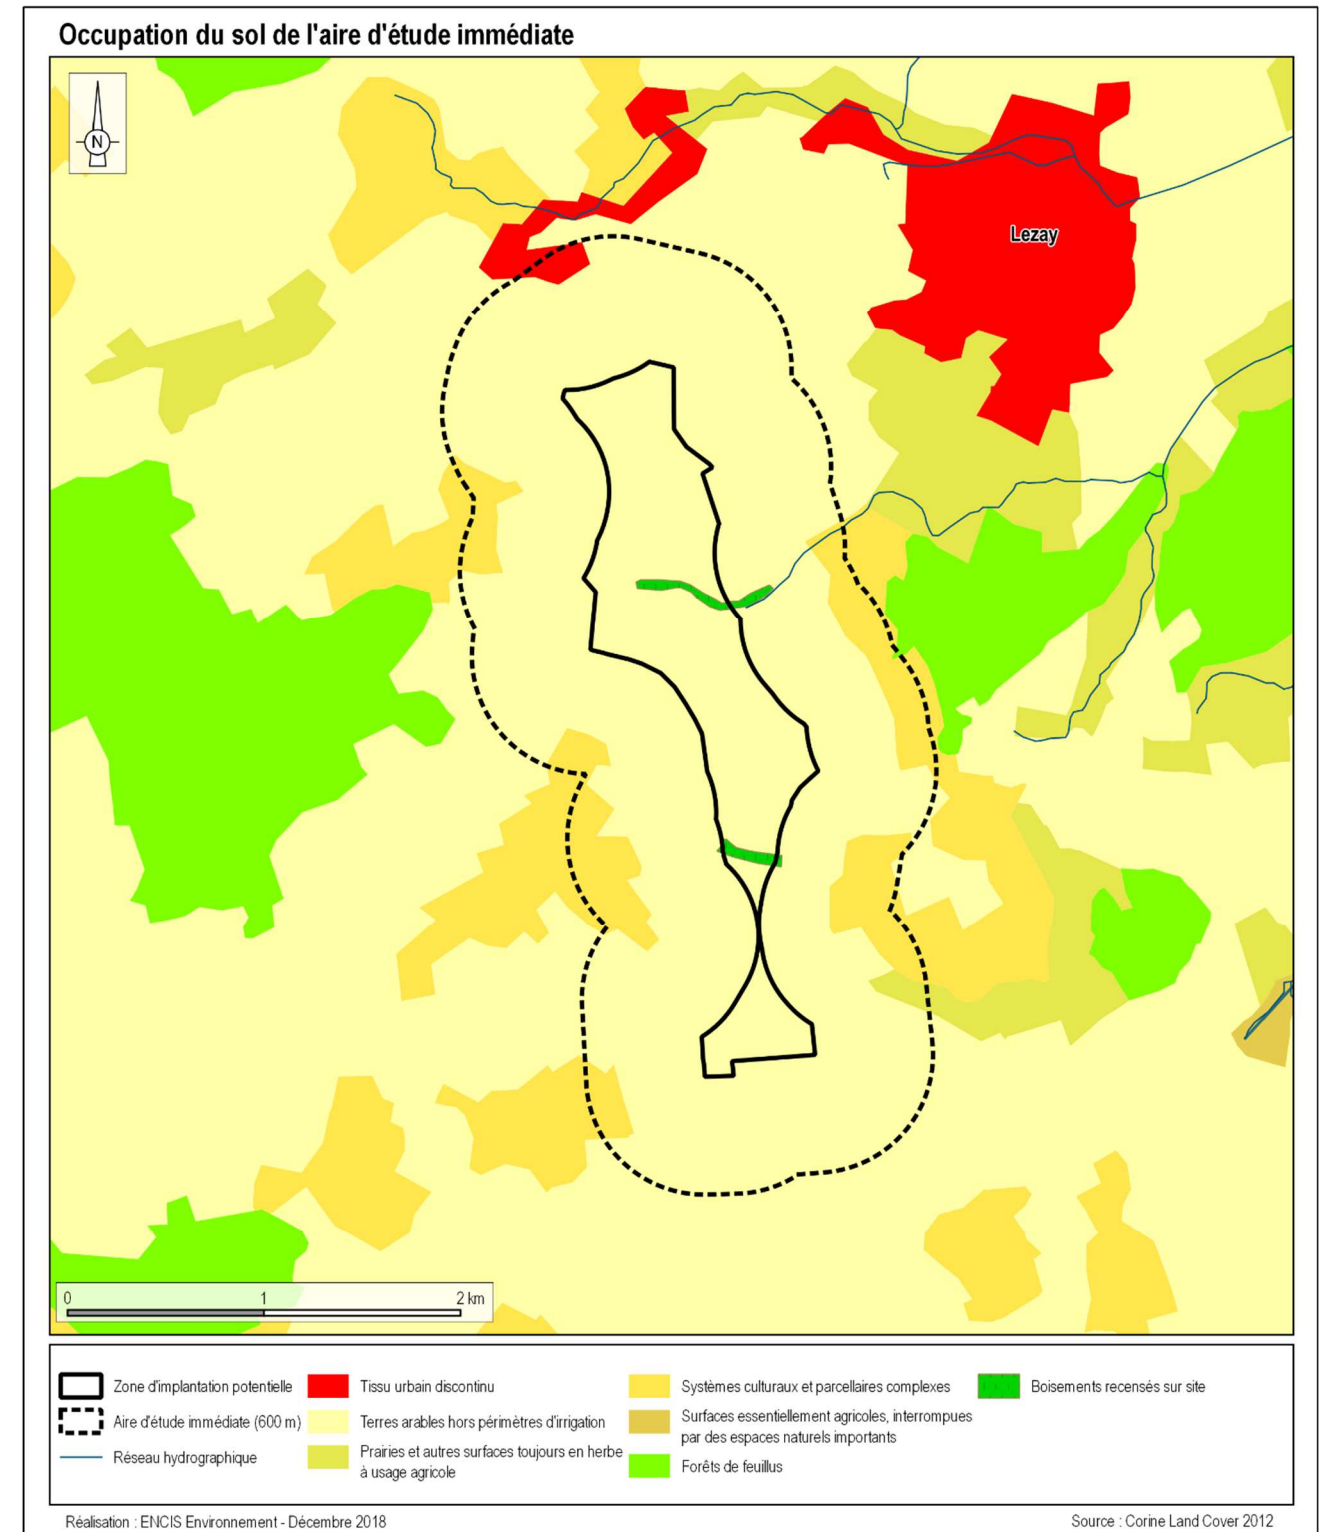 Occupation du sol de l'aire d'étude immédiate
N
Lezay
0 1 2 km
Zone d'implantation potentielle
Aire d'étude immédiate (600 m)
Réseau hydrographique
Tissu urbain discontinu
Terres arables hors périmètres d'irrigation
Prairies et autres surfaces toujours en herbe
à usage agricole
Systèmes culturaux et parcellaires complexes
Surfaces essentiellement agricoles, interrompues
par des espaces naturels importants
Forêts de feuillus
Boisements recensés sur site
Réalisation : ENCIS Environnement - Décembre 2018
Source : Corine Land Cover 2012